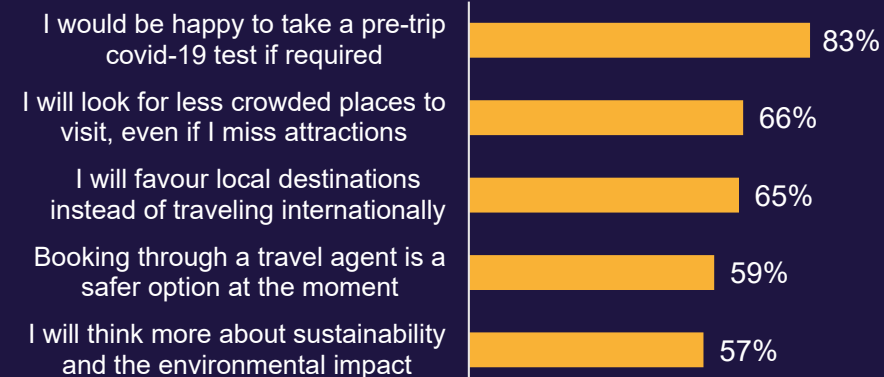 I would be happy to take a pre-trip
covid-19 test if required
83%
I will look for less crowded places to
visit, even if I miss attractions
66%
I will favour local destinations
instead of traveling internationally
65%
Booking through a travel agent is a
safer option at the moment
59%
I will think more about sustainability
and the environmental impact
57%